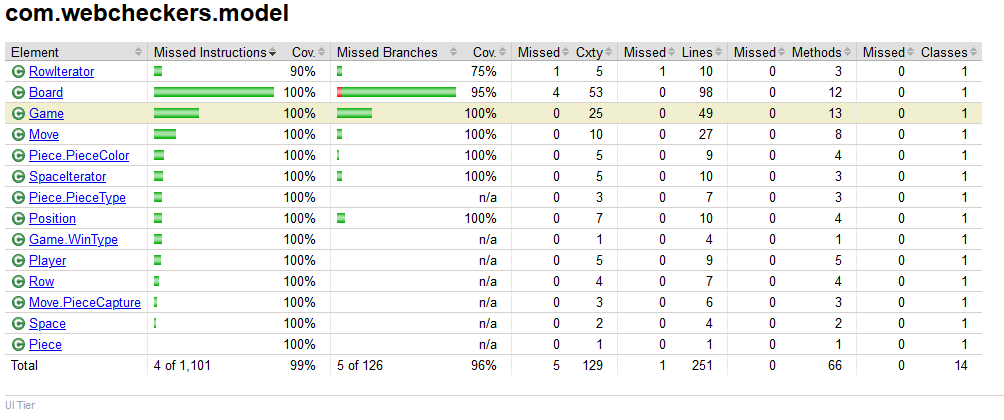 com.webcheckers.model
Element Missed Instructions Cov. Missed Branches Cov. Missed Cxty Missed Lines Missed Methods Missed Classes
C RowIterator 90% 75% 1 5 1 10 0 3 0 1
C Board 100% 95% 4 53 0 98 0 12 0 1
C Game 100% 100% 0 25 0 49 0 13 0 1
C Move 100% 100% 0 10 0 27 0 8 0 1
C Piece.PieceColor 100% 100% 0 5 0 9 0 4 0 1
C SpaceIterator 100% 100% 0 5 0 10 0 3 0 1
C Piece.PieceType 100% n/a 0 3 0 7 0 3 0 1
C Position 100% 100% 0 7 0 10 0 4 0 1
C Game.WinType 100% n/a 0 1 0 4 0 1 0 1
C Player 100% n/a 0 5 0 9 0 5 0 1
C Row 100% n/a 0 4 0 7 0 4 0 1
C Move.PieceCapture 100% n/a 0 3 0 6 0 3 0 1
C Space 100% n/a 0 2 0 4 0 2 0 1
C Piece 100% n/a 0 1 0 1 0 1 0 1
Total 4 of 1,101 99% 5 of 126 96% 5 129 1 251 0 66 0 14
UI Tier